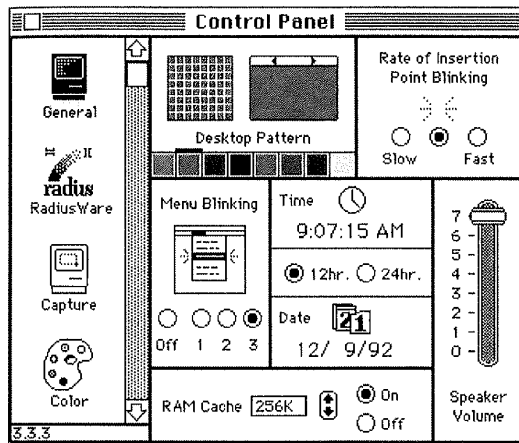 Control Panel
General
radius
RadiusWare
Capture
Color
3.3.3
Desktop Pattern
Rate of Insertion
Point Blinking
Slow
Fast
Menu Blinking
Off 1 2 3
Time
9:07:15 AM
12hr. 24hr.
Date
21
12/ 9/92
7
6
5
4
3
2
1
0
Speaker
Volume
RAM Cache 256K
On
Off